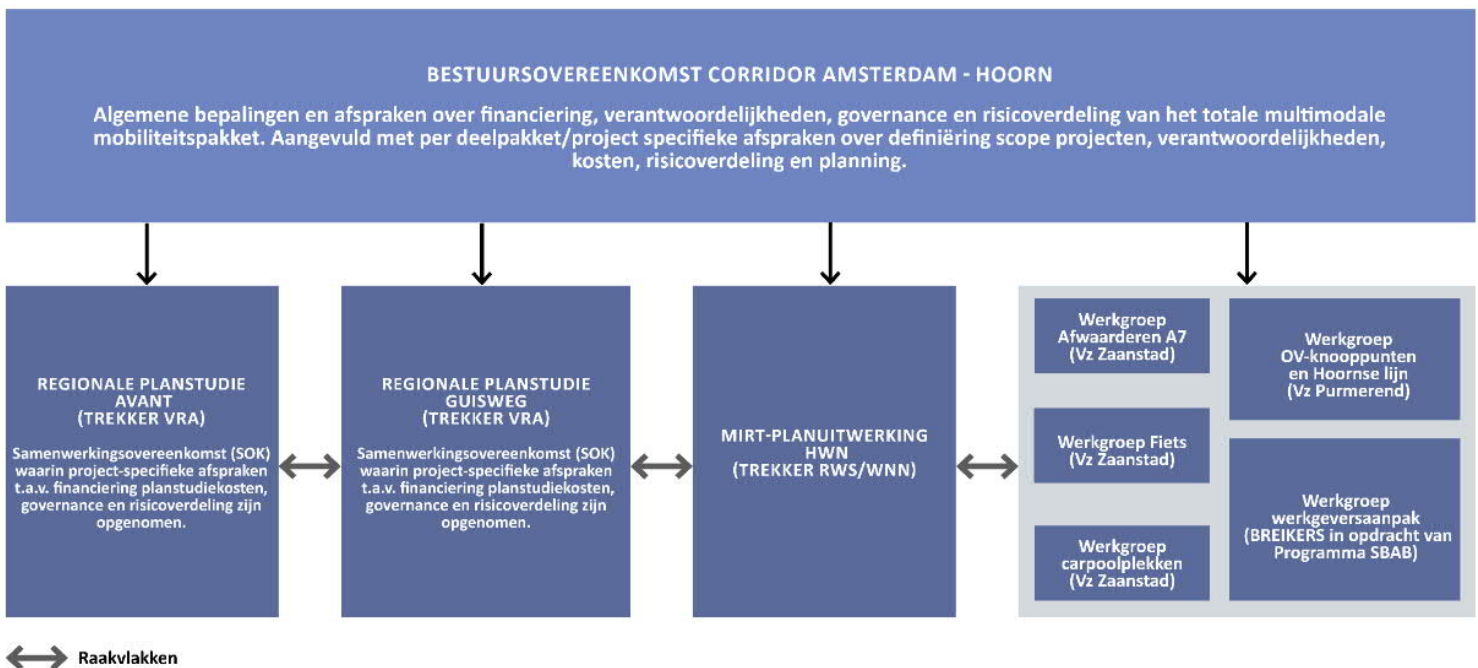 BESTUURSOVEREENKOMST CORRIDOR AMSTERDAM - HOORN
Algemene bepalingen en afspraken over financiering, verantwoordelijkheden, governance en risicoverdeling van het totale multimodale
mobiliteitspakket. Aangevuld met per deelpakket/project specifieke afspraken over definiëring scope projecten, verantwoordelijkheden,
kosten, risicoverdeling en planning.
REGIONALE PLANSTUDIE
AVANT
(TREKKER VRA)
Samenwerkingsovereenkomst (SOK)
waarin project-specifieke afspraken
t.a.v. financiering planstudiekosten,
governance en risicoverdeling zijn
opgenomen.
REGIONALE PLANSTUDIE
GUISWEG
(TREKKER VRA)
Samenwerkingsovereenkomst (SOK)
waarin project-specifieke afspraken
t.a.v. financiering planstudiekosten,
governance en risicoverdeling zijn
opgenomen.
MIRT-PLANUITWERKING
HWN
(TREKKER RWS/WNN)
Werkgroep
Afwaarderen A7
(Vz Zaanstad)
Werkgroep Fiets
(Vz Zaanstad)
Werkgroep
carpoolplekken
(Vz Zaanstad)
Werkgroep
OV-knooppunten
en Hoornse lijn
(Vz Purmerend)
Werkgroep
werkgeversaanpak
(BREIKERS in opdracht van
Programma SBAB)
Raakvlakken